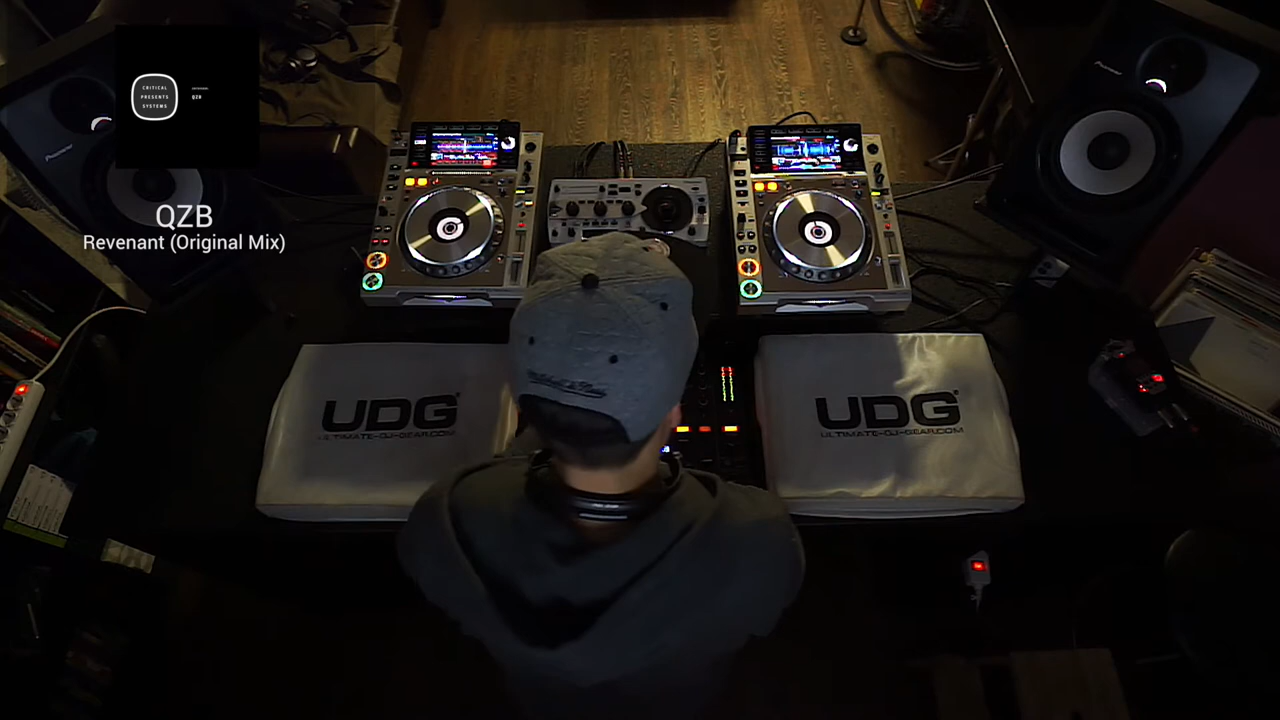 CRITICAL
PRESENTS
SYSTEMS
QZB
QZB
Revenant (Original Mix)
Pioneer
Pioneer
UDG
ULTIMATE-DJ-GEAR.COM
UDG
ULTIMATE-DJ-GEAR.COM